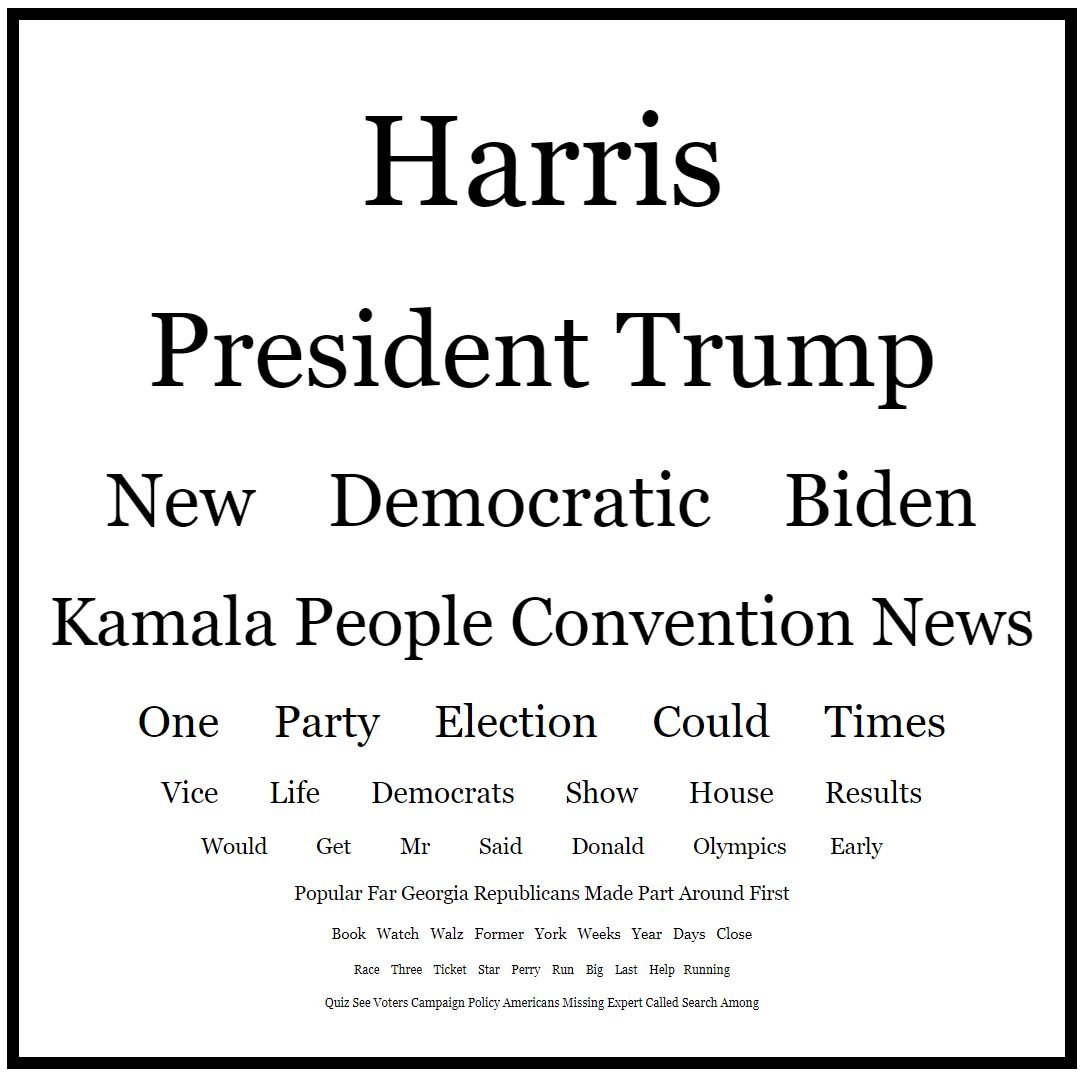 Harris
President Trump
New Democratic Biden
Kamala People Convention News
One Party Election Could Times
Vice Life Democrats Show House Results
Would Get Mr Said Donald Olympics Early
Popular Far Georgia Republicans Made Part Around First
Book Watch Walz Former York Weeks Year Days Close
Race Three Ticket Star Perry Run Big Last Help Running
Quiz See Voters Campaign Policy Americans Missing Expert Called Search Among